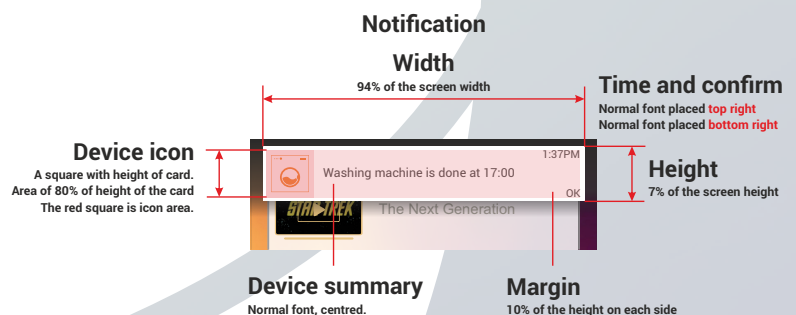 Notification
Width
94% of the screen width
Time and confirm
Normal font placed top right
Normal font placed bottom right
Device icon
A square with height of card.
Area of 80% of height of the card
The red square is icon area.
1:37PM
Washing machine is done at 17:00
OK
Height
7% of the screen height
STAR TREK
The Next Generation
Device summary
Normal font, centred.
Margin
10% of the height on each side